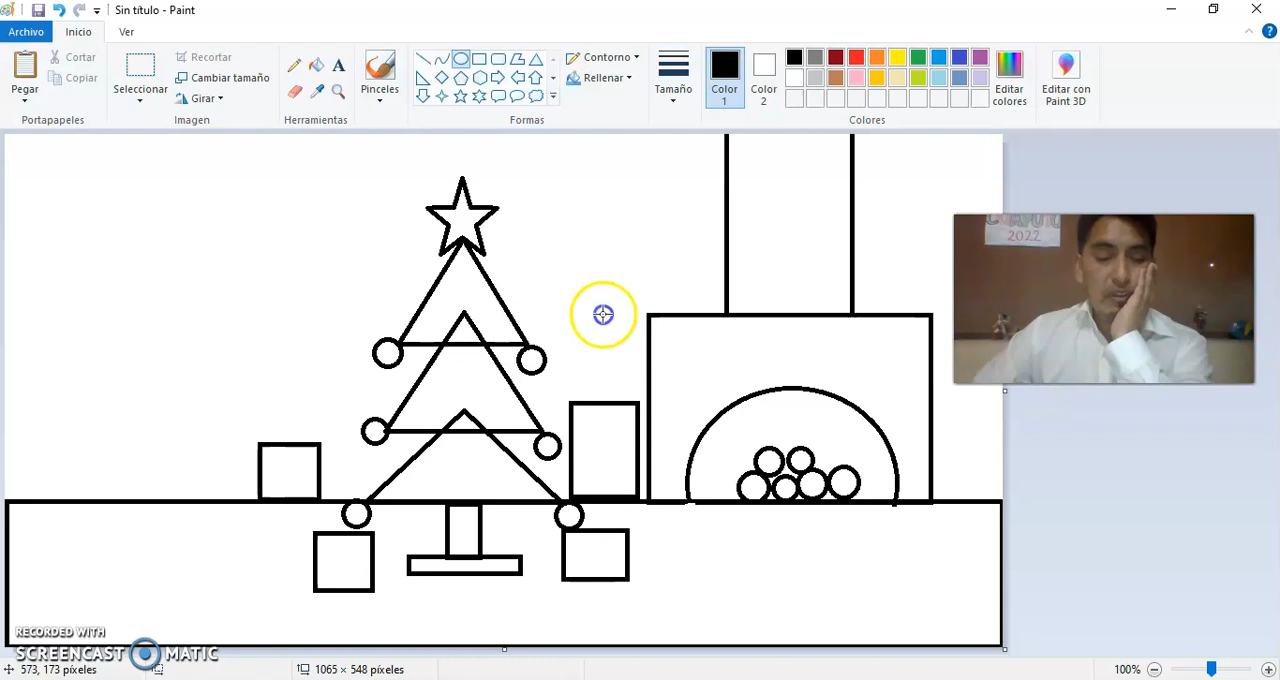 Sin título - Paint
Archivo Inicio Ver
Pegar
Cortar
Copiar
Portapapeles
Seleccionar
Recortar
Cambiar tamaño
Girar
Imagen
A
Herramientas
Pinceles
Contorno
Rellenar
Formas
Tamaño
Color 1
Color 2
Editar colores
Colores
Editar con Paint 3D
COMPUTO
2022
RECORDED WITH
SCREENCAST MATIC
573, 173 píxeles
1065 × 548 píxeles
100%